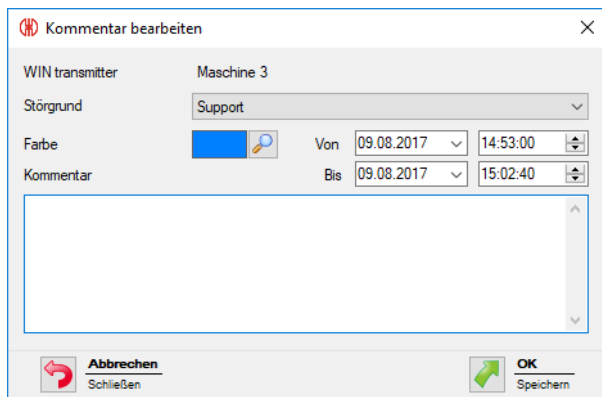 Kommentar bearbeiten
WIN transmitter Maschine 3
Störgrund Support
Farbe Von 09.08.2017 14:53:00
Kommentar Bis 09.08.2017 15:02:40
Abbrechen OK
Schließen Speichern